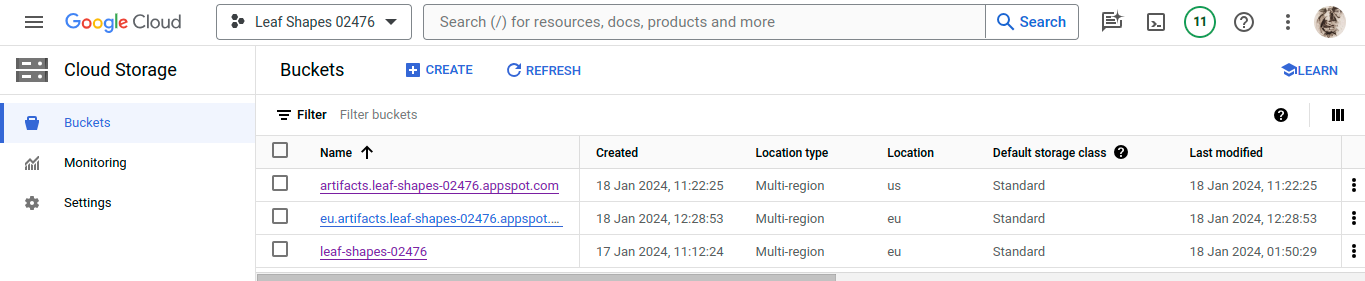 Google Cloud Leaf Shapes 02476 Search (/) for resources, docs, products and more Search 11
Cloud Storage Buckets CREATE REFRESH LEARN
Buckets
Monitoring
Settings
Filter Filter buckets
Name Created Location type Location Default storage class Last modified
artifacts.leaf-shapes-02476.appspot.com 18 Jan 2024, 11:22:25 Multi-region us Standard 18 Jan 2024, 11:22:25
eu.artifacts.leaf-shapes-02476.appspot.… 18 Jan 2024, 12:28:53 Multi-region eu Standard 18 Jan 2024, 12:28:53
leaf-shapes-02476 17 Jan 2024, 11:12:24 Multi-region eu Standard 18 Jan 2024, 01:50:29